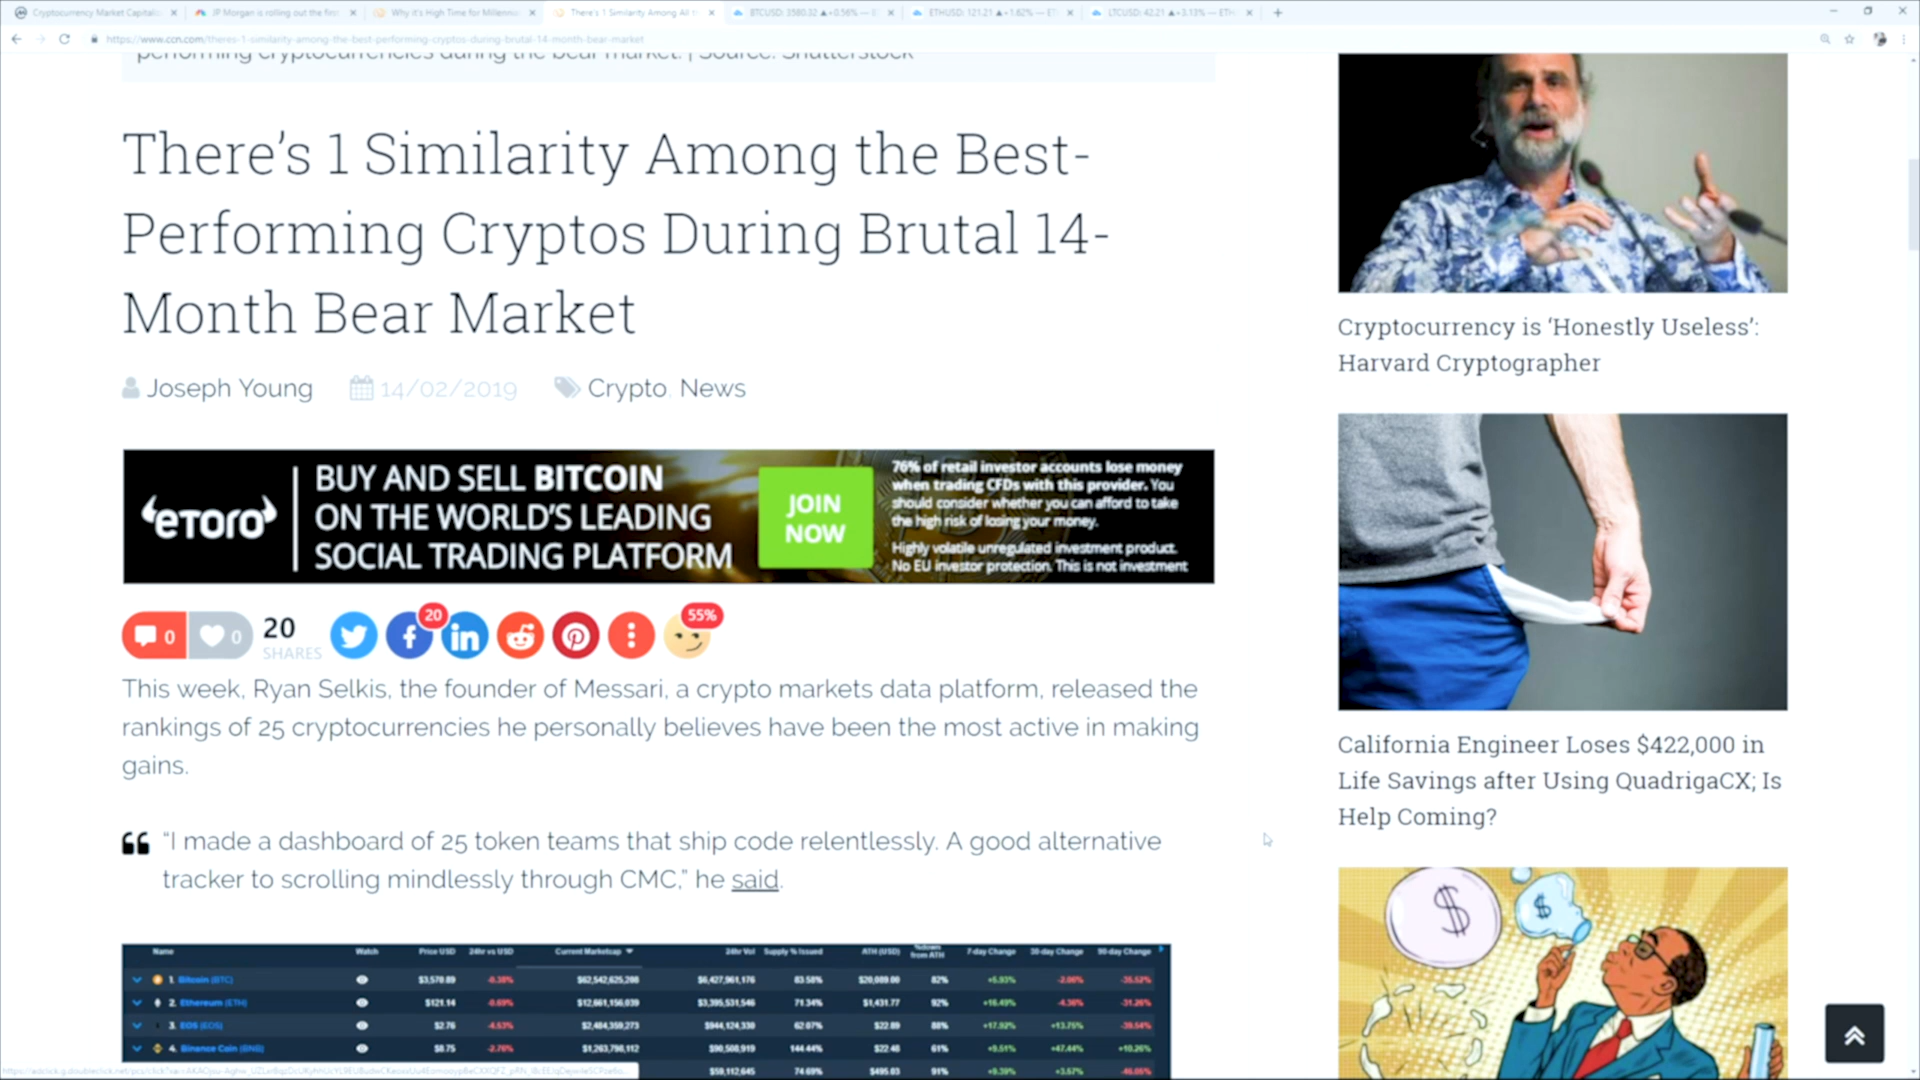 Cryptocurrency Market Capitali
JP Morgan is rolling out the first
Why it's High Time for Millennia
There's 1 Similarity Among All t
BTCUSD: 3580.32 ▲+0.56% —
ETHUSD: 121.21 ▲+1.62% — ET
LTCUSD: 42.21 ▲+3.13% — ETH
https://www.ccn.com/theres-1-similarity-among-the-best-performing-cryptos-during-brutal-14-month-bear-market
performing cryptocurrencies during the bear market. | Source: Shutterstock
There's 1 Similarity Among the Best-
Performing Cryptos During Brutal 14-
Month Bear Market
Joseph Young 14/02/2019 Crypto, News
eToro
BUY AND SELL BITCOIN
ON THE WORLD'S LEADING
SOCIAL TRADING PLATFORM
JOIN
NOW
76% of retail investor accounts lose money
when trading CFDs with this provider. You
should consider whether you can afford to take
the high risk of losing your money.
Highly volatile unregulated investment product.
No EU investor protection. This is not investment
0 0 20 SHARES 20 55%
This week, Ryan Selkis, the founder of Messari, a crypto markets data platform, released the
rankings of 25 cryptocurrencies he personally believes have been the most active in making
gains.
“I made a dashboard of 25 token teams that ship code relentlessly. A good alternative
tracker to scrolling mindlessly through CMC,” he said.
Name Watch Price USD 24hr vs USD Current Marketcap 24hr Vol Supply % Issued ATH (USD) %down from ATH 7-day Change 30-day Change 90-day Change
1. Bitcoin (BTC) $3,570.89 -0.38% $62,542,625,288 $6,427,961,176 83.58% $20,089.00 82% +5.93% -2.06% -35.52%
2. Ethereum (ETH) $121.14 -0.69% $12,661,156,039 $3,395,531,546 71.34% $1,431.77 92% +16.49% -4.36% -31.26%
3. EOS (EOS) $2.76 -4.53% $2,484,359,273 $944,124,330 62.07% $22.89 88% +17.92% +13.75% -39.54%
4. Binance Coin (BNB) $8.75 -2.76% $1,263,798,112 $90,508,919 144.44% $22.48 61% +9.51% +47.44% +10.26%
$59,112,645 74.69% $495.03 91% +9.39% +3.57% -46.05%
Cryptocurrency is ‘Honestly Useless’:
Harvard Cryptographer
California Engineer Loses $422,000 in
Life Savings after Using QuadrigaCX; Is
Help Coming?
$
$